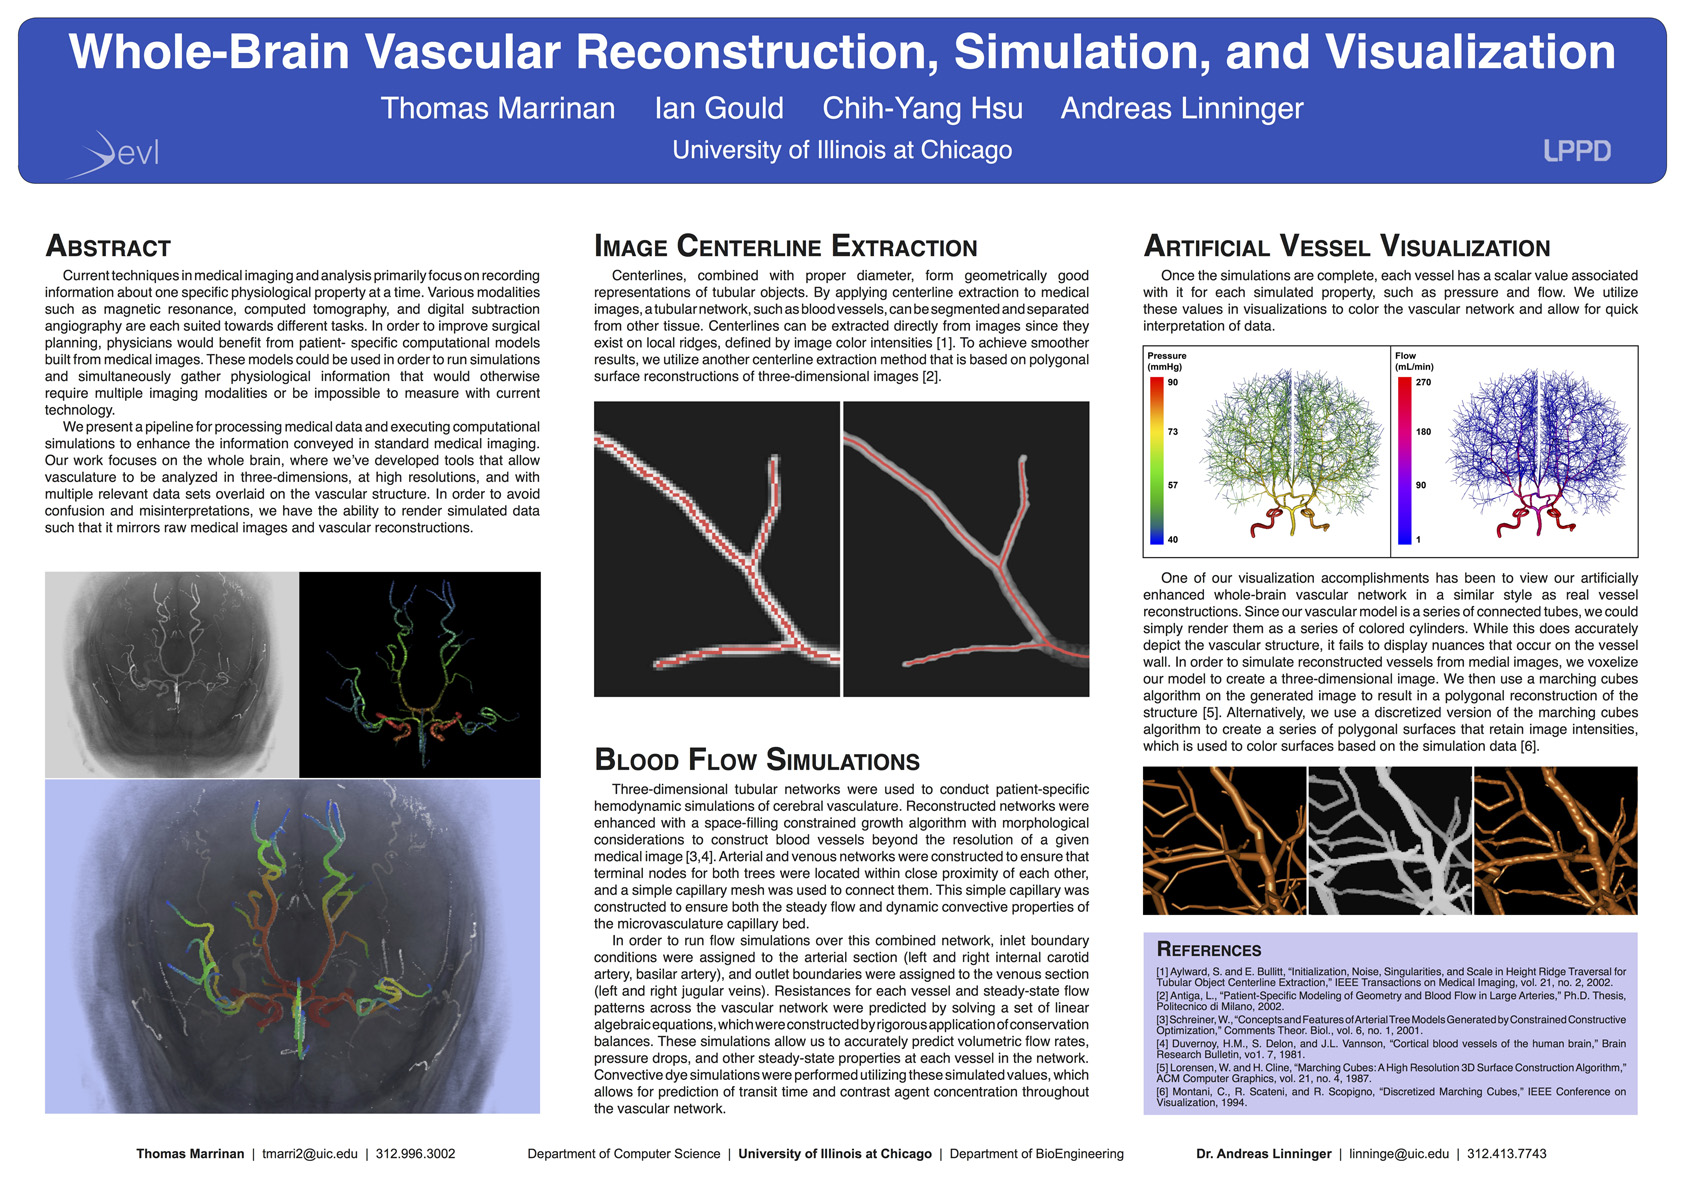 Whole-Brain Vascular Reconstruction, Simulation, and Visualization
Thomas Marrinan Ian Gould Chih-Yang Hsu Andreas Linninger
University of Illinois at Chicago
evl
LPPD
ABSTRACT
Current techniques in medical imaging and analysis primarily focus on recording
information about one specific physiological property at a time. Various modalities
such as magnetic resonance, computed tomography, and digital subtraction
angiography are each suited towards different tasks. In order to improve surgical
planning, physicians would benefit from patient- specific computational models
built from medical images. These models could be used in order to run simulations
and simultaneously gather physiological information that would otherwise
require multiple imaging modalities or be impossible to measure with current
technology.
We present a pipeline for processing medical data and executing computational
simulations to enhance the information conveyed in standard medical imaging.
Our work focuses on the whole brain, where we've developed tools that allow
vasculature to be analyzed in three-dimensions, at high resolutions, and with
multiple relevant data sets overlaid on the vascular structure. In order to avoid
confusion and misinterpretations, we have the ability to render simulated data
such that it mirrors raw medical images and vascular reconstructions.
IMAGE CENTERLINE EXTRACTION
Centerlines, combined with proper diameter, form geometrically good
representations of tubular objects. By applying centerline extraction to medical
images, a tubular network, such as blood vessels, can be segmented and separated
from other tissue. Centerlines can be extracted directly from images since they
exist on local ridges, defined by image color intensities [1]. To achieve smoother
results, we utilize another centerline extraction method that is based on polygonal
surface reconstructions of three-dimensional images [2].
BLOOD FLOW SIMULATIONS
Three-dimensional tubular networks were used to conduct patient-specific
hemodynamic simulations of cerebral vasculature. Reconstructed networks were
enhanced with a space-filling constrained growth algorithm with morphological
considerations to construct blood vessels beyond the resolution of a given
medical image [3,4]. Arterial and venous networks were constructed to ensure that
terminal nodes for both trees were located within close proximity of each other,
and a simple capillary mesh was used to connect them. This simple capillary was
constructed to ensure both the steady flow and dynamic convective properties of
the microvasculature capillary bed.
In order to run flow simulations over this combined network, inlet boundary
conditions were assigned to the arterial section (left and right internal carotid
artery, basilar artery), and outlet boundaries were assigned to the venous section
(left and right jugular veins). Resistances for each vessel and steady-state flow
patterns across the vascular network were predicted by solving a set of linear
algebraic equations, which were constructed by rigorous application of conservation
balances. These simulations allow us to accurately predict volumetric flow rates,
pressure drops, and other steady-state properties at each vessel in the network.
Convective dye simulations were performed utilizing these simulated values, which
allows for prediction of transit time and contrast agent concentration throughout
the vascular network.
ARTIFICIAL VESSEL VISUALIZATION
Once the simulations are complete, each vessel has a scalar value associated
with it for each simulated property, such as pressure and flow. We utilize
these values in visualizations to color the vascular network and allow for quick
interpretation of data.
Pressure
(mmHg)
90
73
57
40
Flow
(mL/min)
270
180
90
1
One of our visualization accomplishments has been to view our artificially
enhanced whole-brain vascular network in a similar style as real vessel
reconstructions. Since our vascular model is a series of connected tubes, we could
simply render them as a series of colored cylinders. While this does accurately
depict the vascular structure, it fails to display nuances that occur on the vessel
wall. In order to simulate reconstructed vessels from medial images, we voxelize
our model to create a three-dimensional image. We then use a marching cubes
algorithm on the generated image to result in a polygonal reconstruction of the
structure [5]. Alternatively, we use a discretized version of the marching cubes
algorithm to create a series of polygonal surfaces that retain image intensities,
which is used to color surfaces based on the simulation data [6].
REFERENCES
[1] Aylward, S. and E. Bullitt, “Initialization, Noise, Singularities, and Scale in Height Ridge Traversal for
Tubular Object Centerline Extraction,” IEEE Transactions on Medical Imaging, vol. 21, no. 2, 2002.
[2] Antiga, L., “Patient-Specific Modeling of Geometry and Blood Flow in Large Arteries,” Ph.D. Thesis,
Politecnico di Milano, 2002.
[3] Schreiner, W., “Concepts and Features of Arterial Tree Models Generated by Constrained Constructive
Optimization,” Comments Theor. Biol., vol. 6, no. 1, 2001.
[4] Duvernoy, H.M., S. Delon, and J.L. Vannson, “Cortical blood vessels of the human brain,” Brain
Research Bulletin, vo1. 7, 1981.
[5] Lorensen, W. and H. Cline, “Marching Cubes: A High Resolution 3D Surface Construction Algorithm,”
ACM Computer Graphics, vol. 21, no. 4, 1987.
[6] Montani, C., R. Scateni, and R. Scopigno, “Discretized Marching Cubes,” IEEE Conference on
Visualization, 1994.
Thomas Marrinan | tmarri2@uic.edu | 312.996.3002
Department of Computer Science | University of Illinois at Chicago | Department of BioEngineering
Dr. Andreas Linninger | linninge@uic.edu | 312.413.7743